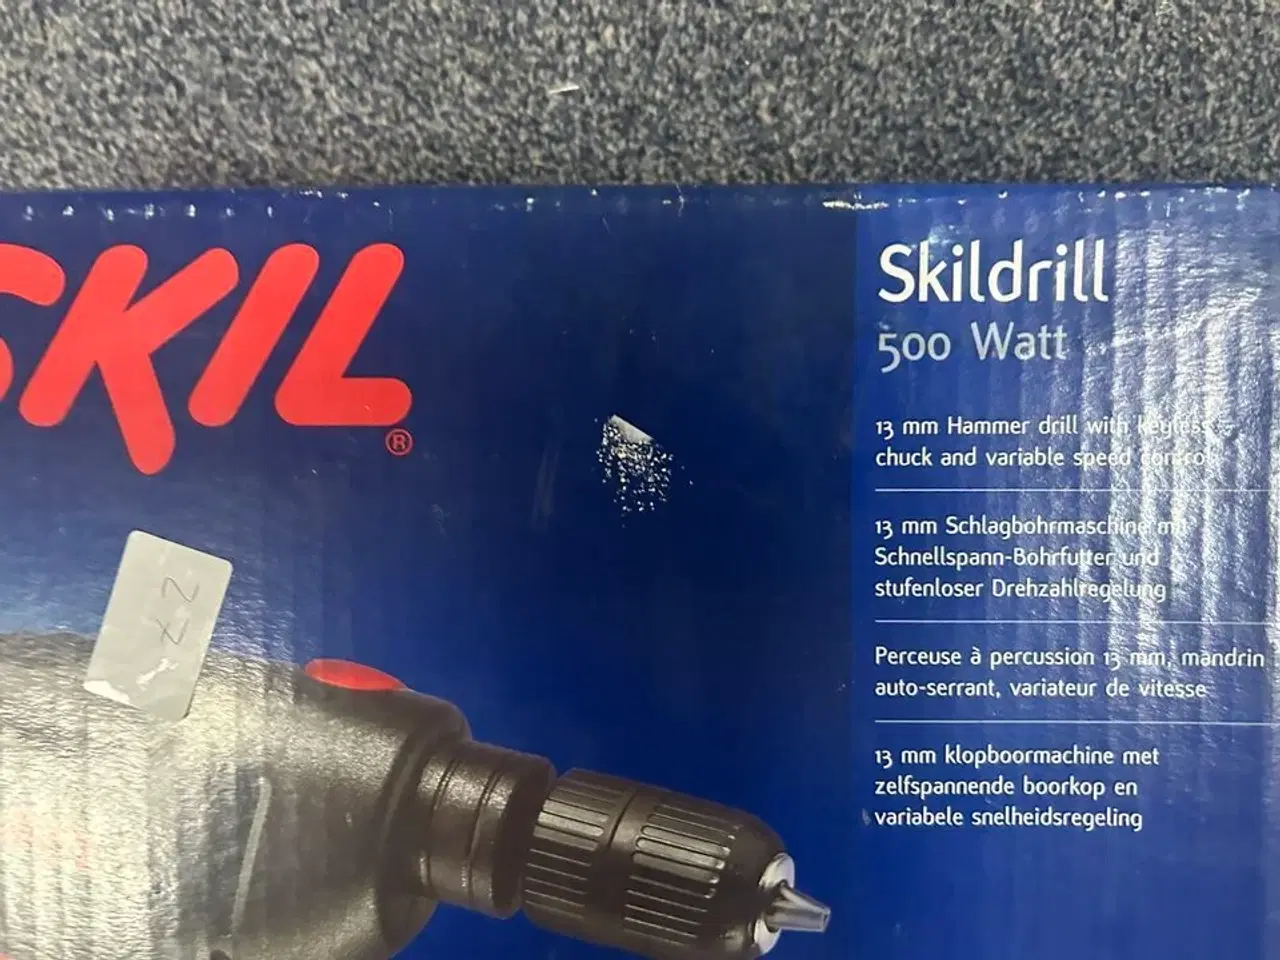 SKIL®
Skildrill
500 Watt
13 mm Hammer drill with keyless
chuck and variable speed control
13 mm Schlagbohrmaschine mit
Schnellspann-Bohrfutter und
stufenloser Drehzahlregelung
Perceuse à percussion 13 mm, mandrin
auto-serrant, variateur de vitesse
13 mm klopboormachine met
zelfspannende boorkop en
variabele snelheidsregeling